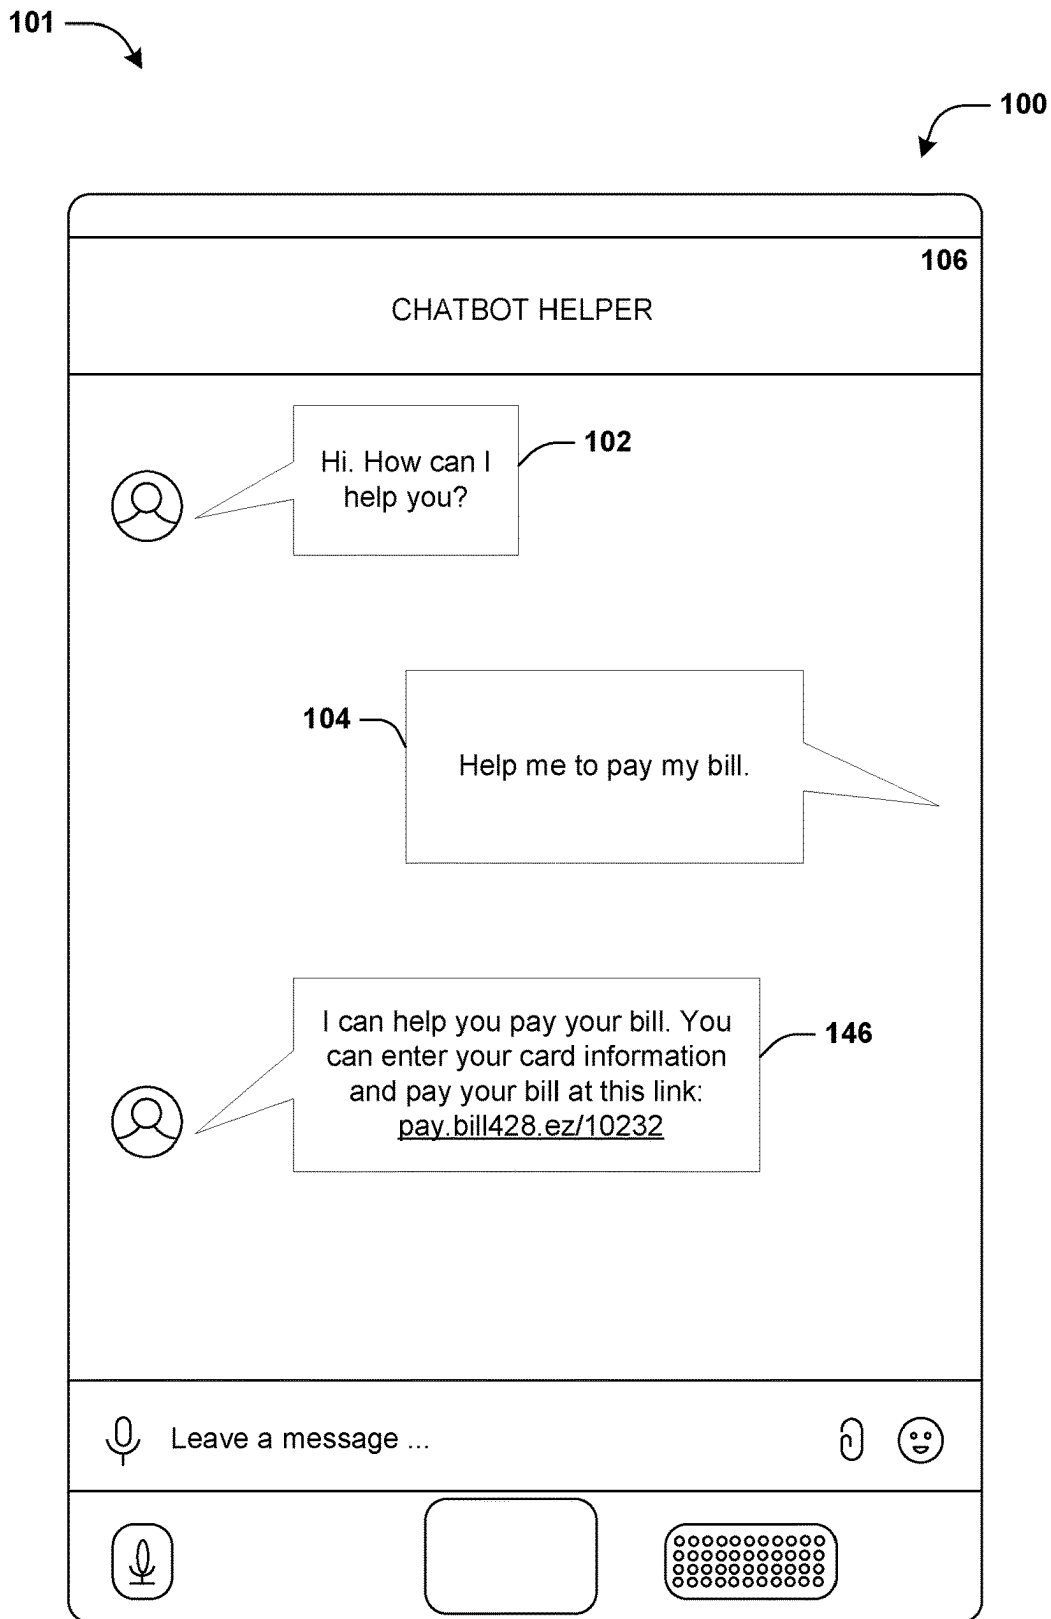 101
100
106
CHATBOT HELPER
Hi. How can I
help you?
102
104
Help me to pay my bill.
I can help you pay your bill. You
can enter your card information
and pay your bill at this link:
pay.bill428.ez/10232
146
Leave a message ...